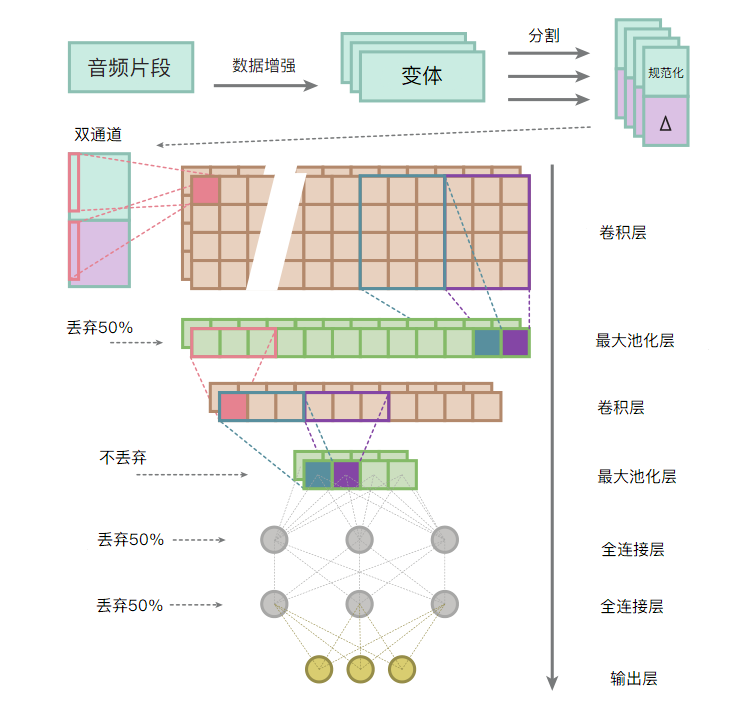 音频片段
数据增强
变体
分割
规范化
Δ
双通道
卷积层
丢弃50%
最大池化层
卷积层
不丢弃
最大池化层
丢弃50%
全连接层
丢弃50%
全连接层
输出层